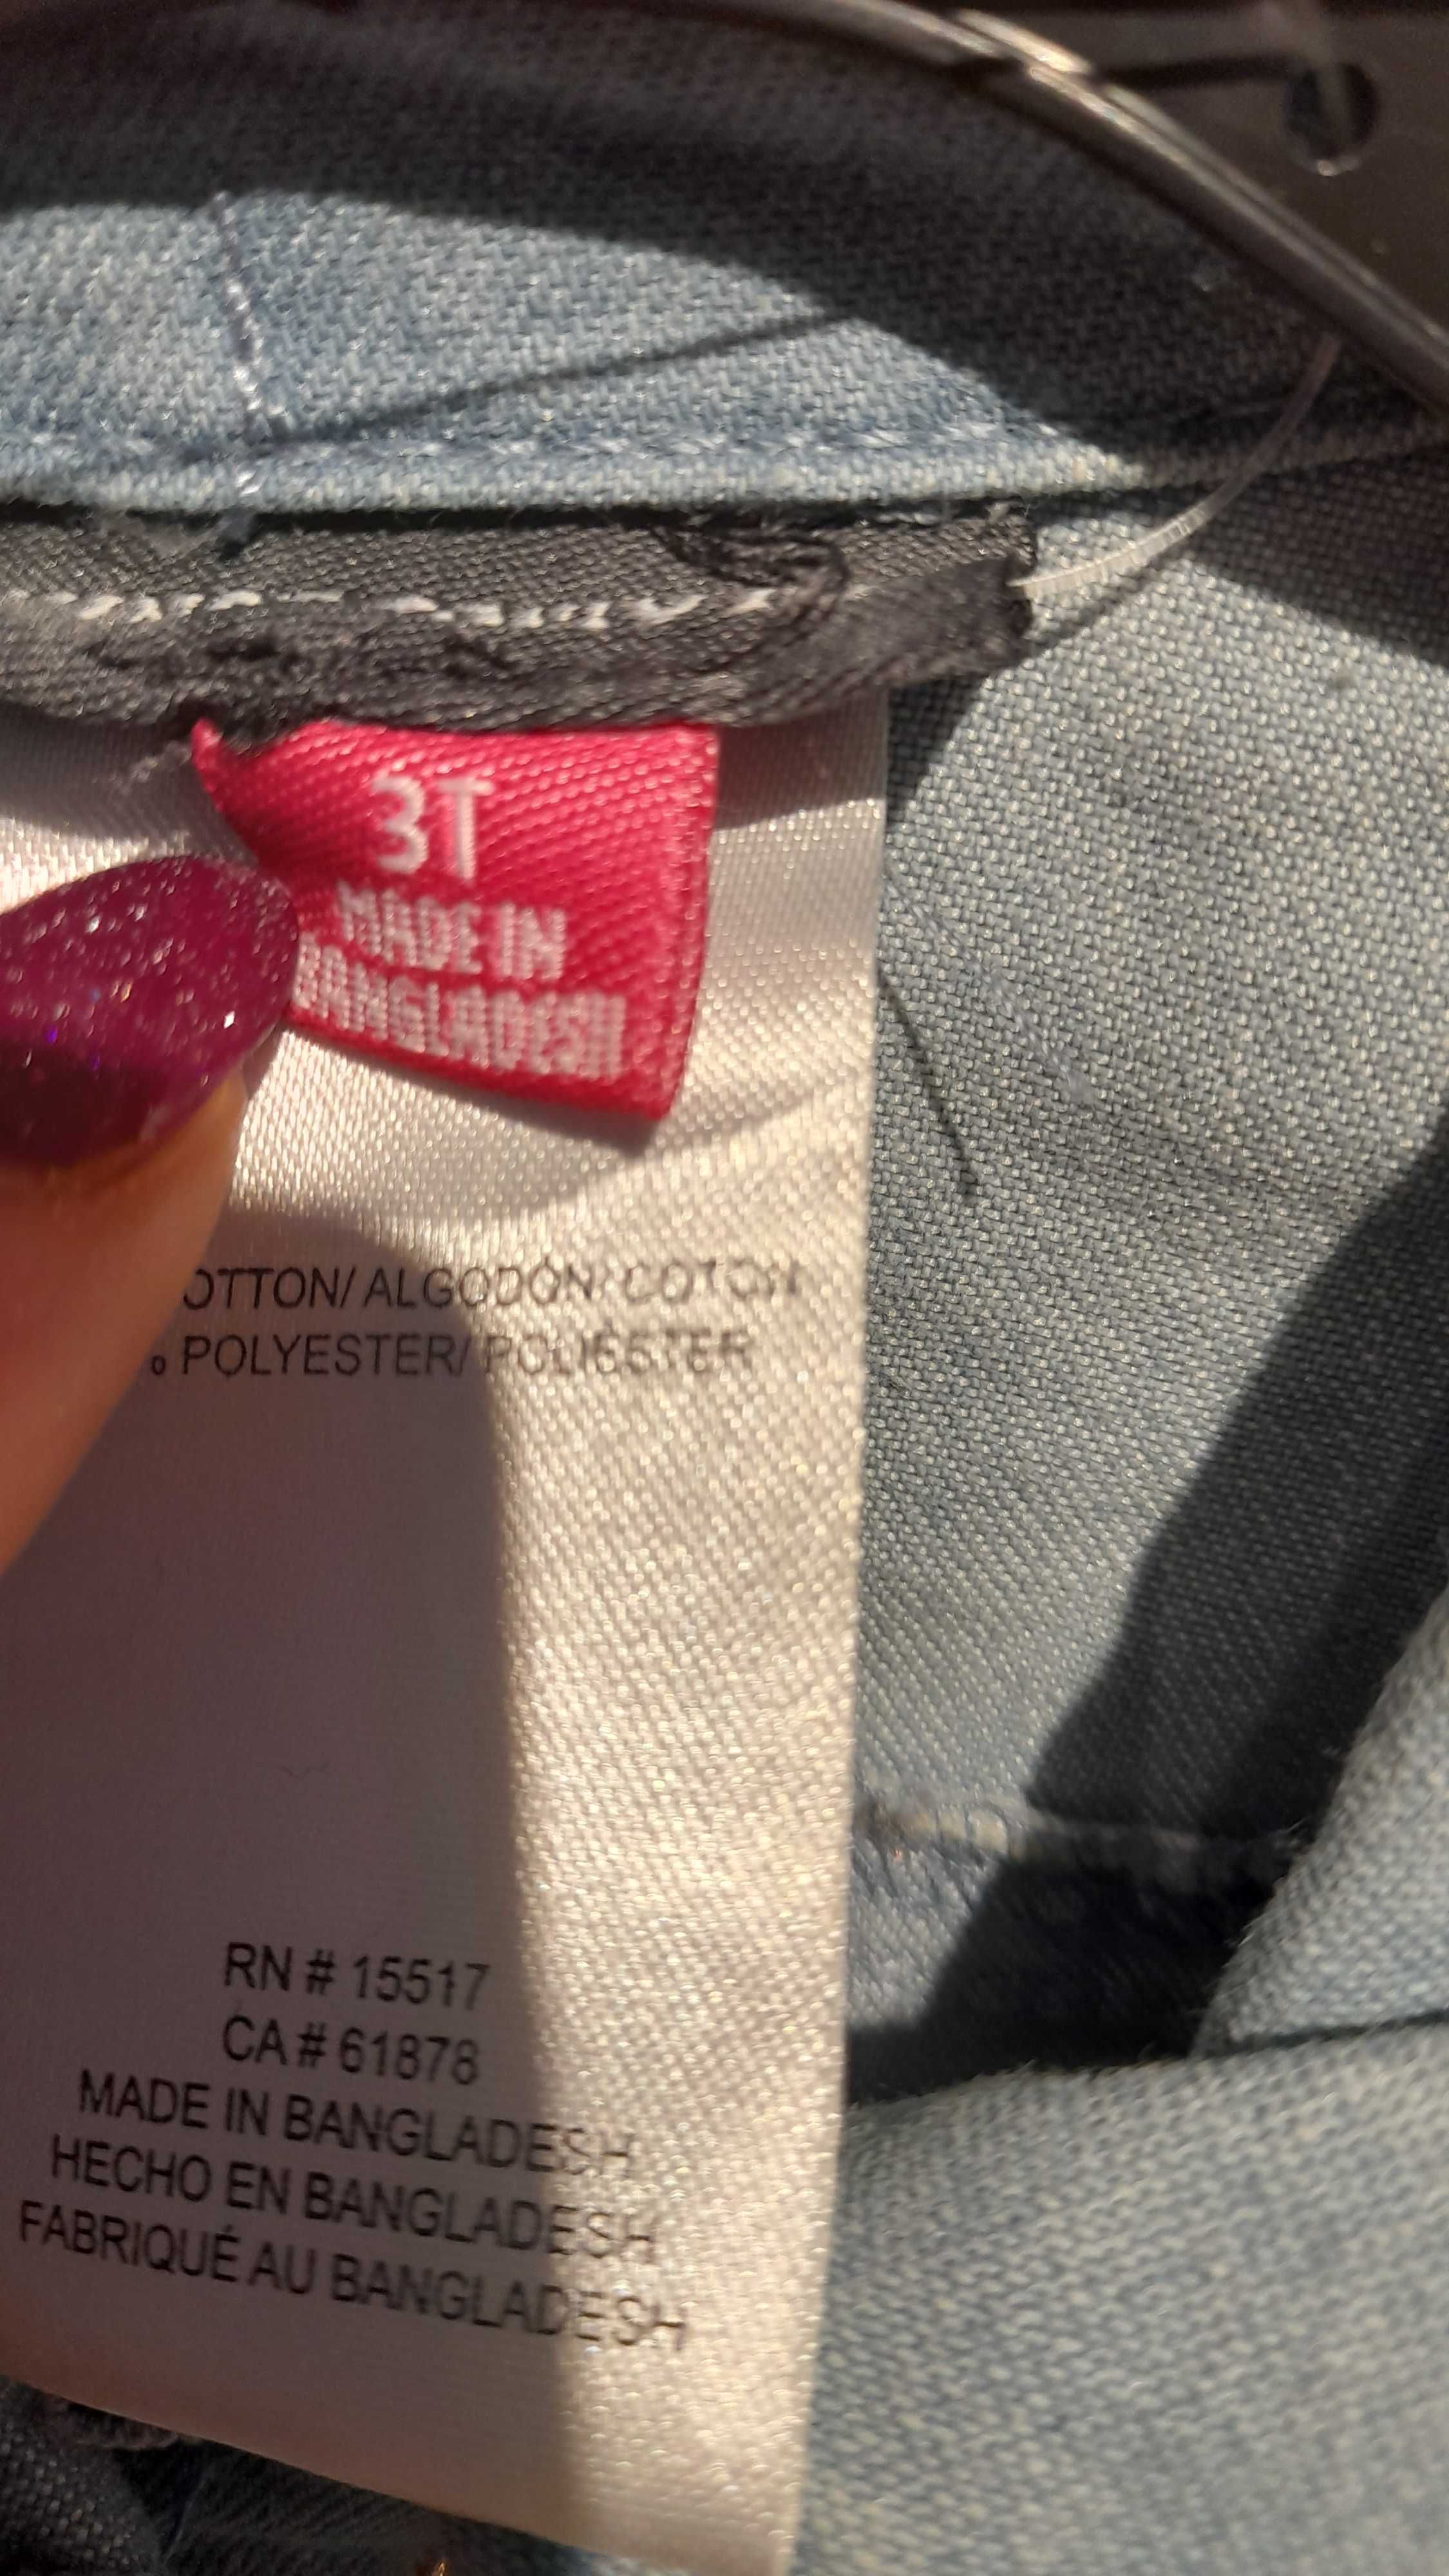 3T
MADE IN
BANGLADESH
OTTON/ ALGODÓN/ COTON
% POLYESTER/ POLIÉSTER
RN # 15517
CA # 61878
MADE IN BANGLADESH
HECHO EN BANGLADESH
FABRIQUÉ AU BANGLADESH